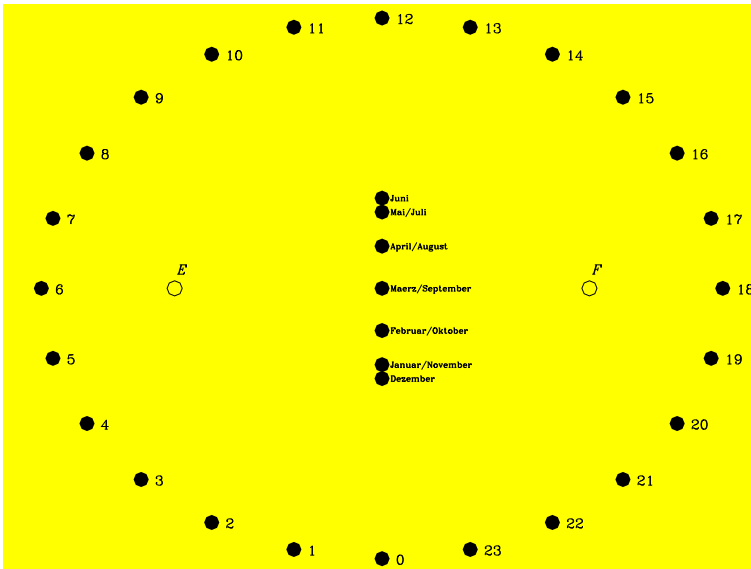 12
11
13
10
14
9
15
8
16
Juni
Mai/Juli
7
17
April/August
E
F
6
Maerz/September
18
Februar/Oktober
5
19
Januar/November
Dezember
4
20
3
21
2
22
1
23
0